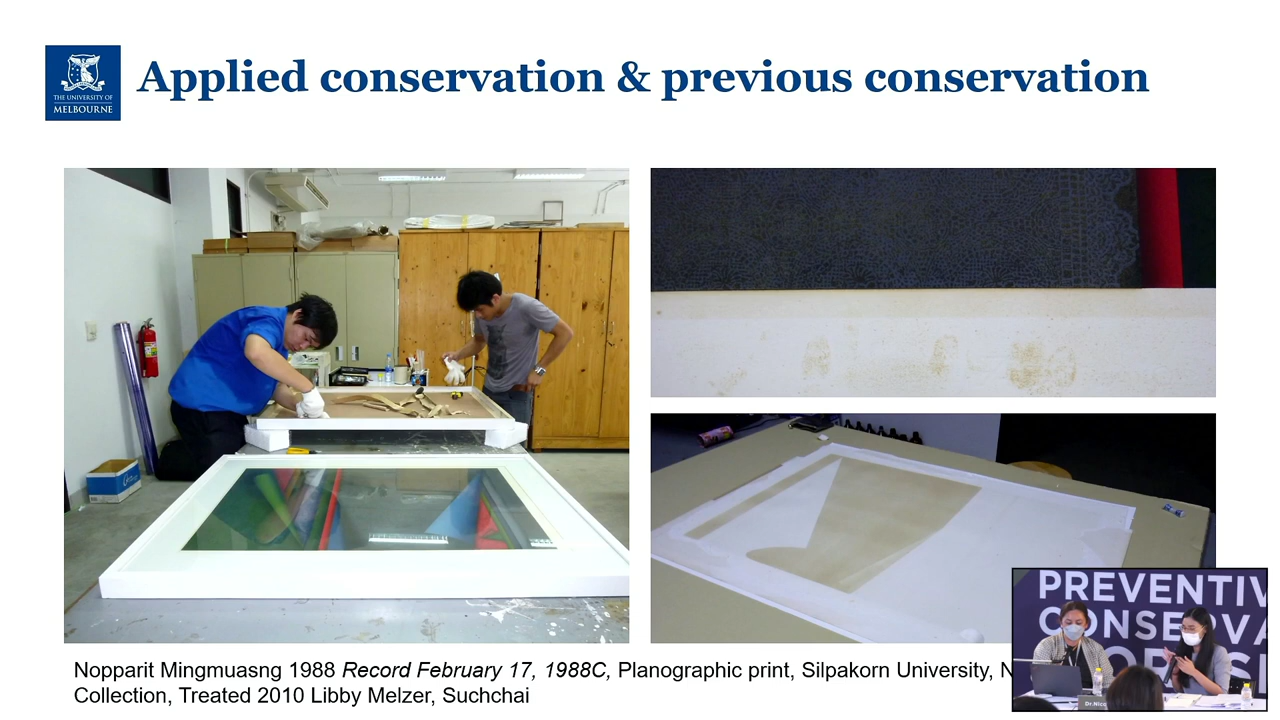 THE UNIVERSITY OF
MELBOURNE
Applied conservation & previous conservation
Nopparit Mingmuasng 1988 Record February 17, 1988C, Planographic print, Silpakorn University, N
Collection, Treated 2010 Libby Melzer, Suchchai
PREVENTIV
CONSERVA